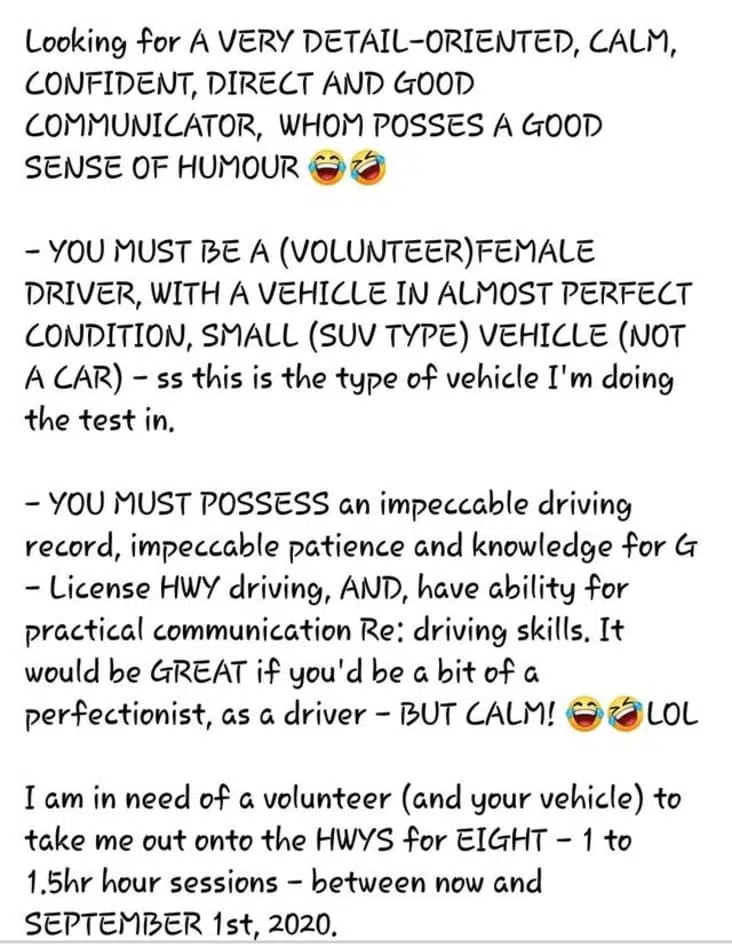 Looking for A VERY DETAIL-ORIENTED, CALM,
CONFIDENT, DIRECT AND GOOD
COMMUNICATOR, WHOM POSSES A GOOD
SENSE OF HUMOUR 😂🤣
- YOU MUST BE A (VOLUNTEER)FEMALE
DRIVER, WITH A VEHICLE IN ALMOST PERFECT
CONDITION, SMALL (SUV TYPE) VEHICLE (NOT
A CAR) - ss this is the type of vehicle I'm doing
the test in.
- YOU MUST POSSESS an impeccable driving
record, impeccable patience and knowledge for G
- License HWY driving, AND, have ability for
practical communication Re: driving skills. It
would be GREAT if you'd be a bit of a
perfectionist, as a driver - BUT CALM! 😂🤣LOL
I am in need of a volunteer (and your vehicle) to
take me out onto the HWYS for EIGHT - 1 to
1.5hr hour sessions - between now and
SEPTEMBER 1st, 2020.